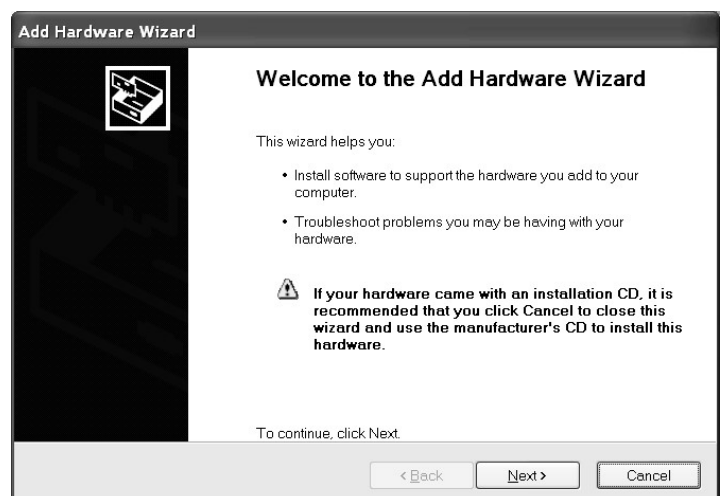 Add Hardware Wizard
Welcome to the Add Hardware Wizard
This wizard helps you:
• Install software to support the hardware you add to your
computer.
• Troubleshoot problems you may be having with your
hardware.
If your hardware came with an installation CD, it is
recommended that you click Cancel to close this
wizard and use the manufacturer's CD to install this
hardware.
To continue, click Next.
< Back Next > Cancel